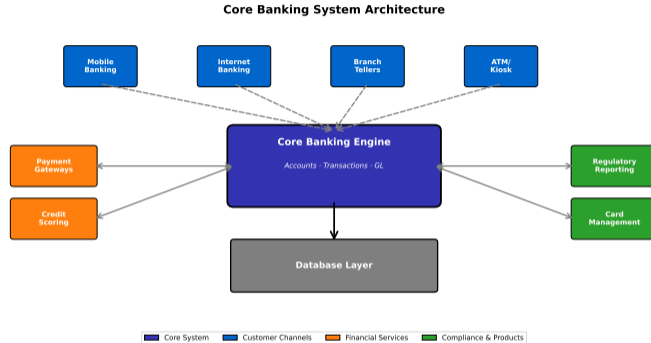 Core Banking System Architecture
Mobile
Banking
Internet
Banking
Branch
Tellers
ATM/
Kiosk
Core Banking Engine
Accounts · Transactions · GL
Payment
Gateways
Regulatory
Reporting
Credit
Scoring
Card
Management
Database Layer
Core System
Customer Channels
Financial Services
Compliance & Products